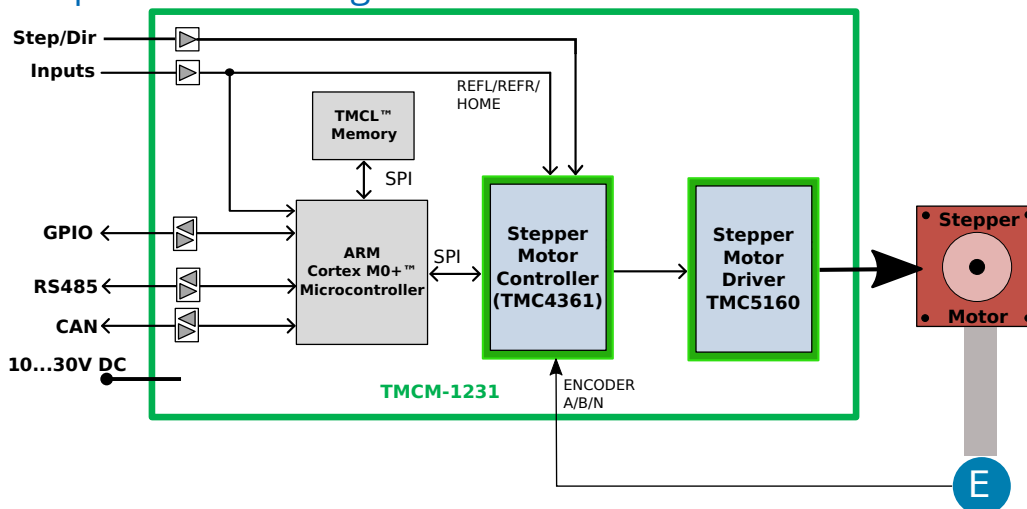 Step/Dir
Inputs
REFL/REFR/
HOME
TMCL™
Memory
SPI
GPIO
RS485
CAN
10...30V DC
ARM
Cortex M0+™
Microcontroller
SPI
Stepper
Motor
Controller
(TMC4361)
Stepper
Motor
Driver
TMC5160
Stepper
Motor
TMCM-1231
ENCODER
A/B/N
E